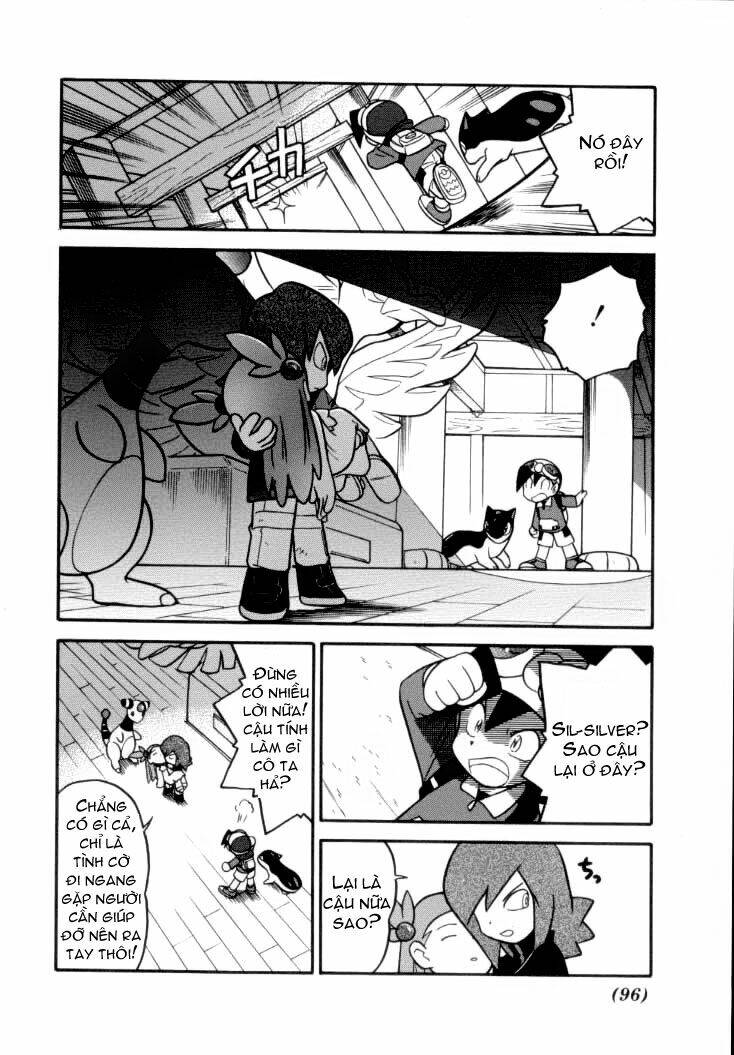 NÓ ĐÂY
RỒI!
チカ
!
SIL-SILVER?
SAO CẬU
LẠI Ở ĐÂY?
LẠI LÀ
CẬU NỮA
SAO?
ちっ
ĐỪNG
CÓ NHIỀU
LỜI NỮA!
CẬU TÍNH
LÀM GÌ
CÔ TA
HẢ?
CHẲNG
CÓ GÌ CẢ,
CHỈ LÀ
TÌNH CỜ
ĐI NGANG
GẶP NGƯỜI
CẦN GIÚP
ĐỠ NÊN RA
TAY THÔI!
(96)